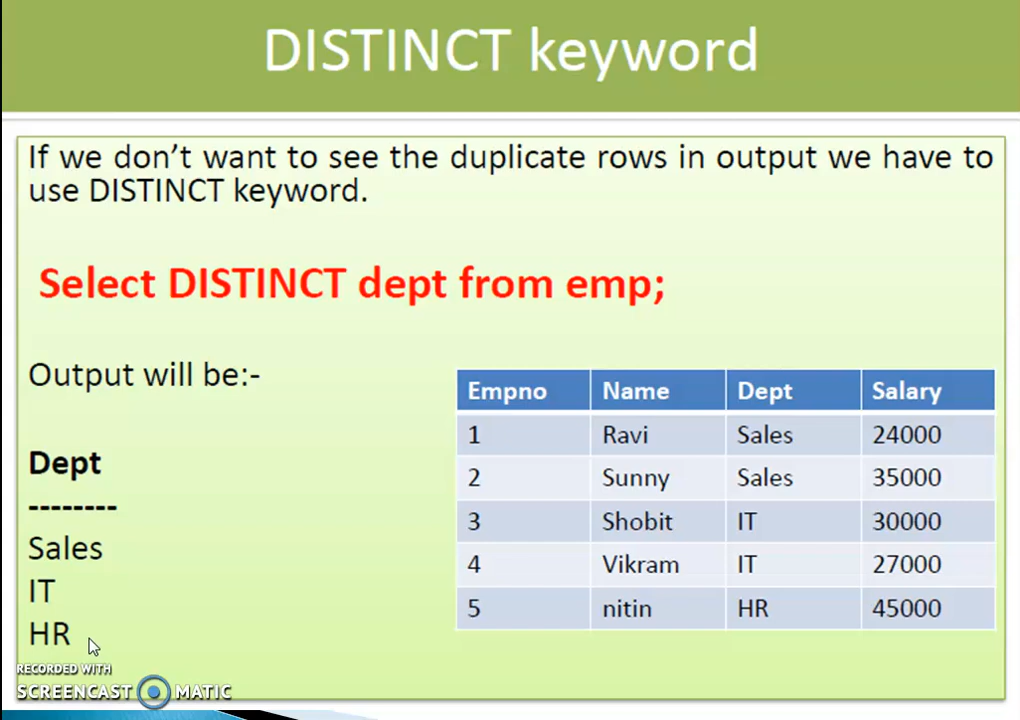 DISTINCT keyword
If we don't want to see the duplicate rows in output we have to
use DISTINCT keyword.
Select DISTINCT dept from emp;
Output will be:-
Dept
--------
Sales
IT
HR
Empno Name Dept Salary
1 Ravi Sales 24000
2 Sunny Sales 35000
3 Shobit IT 30000
4 Vikram IT 27000
5 nitin HR 45000
RECORDED WITH
SCREENCAST MATIC